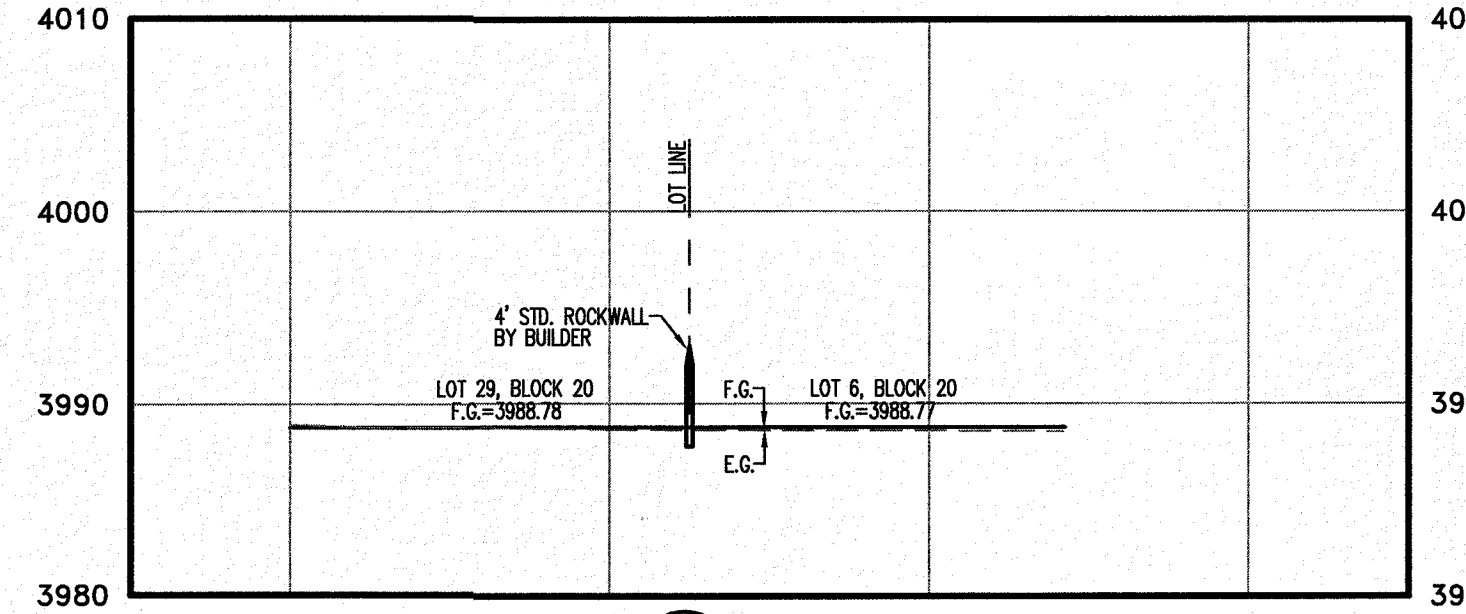 4010
40
LOT LINE
4000
40
4' STD. ROCKWALL
BY BUILDER
LOT 29, BLOCK 20
F.G.=3988.78
F.G.
LOT 6, BLOCK 20
F.G.=3988.77
3990
39
E.G.
3980
39